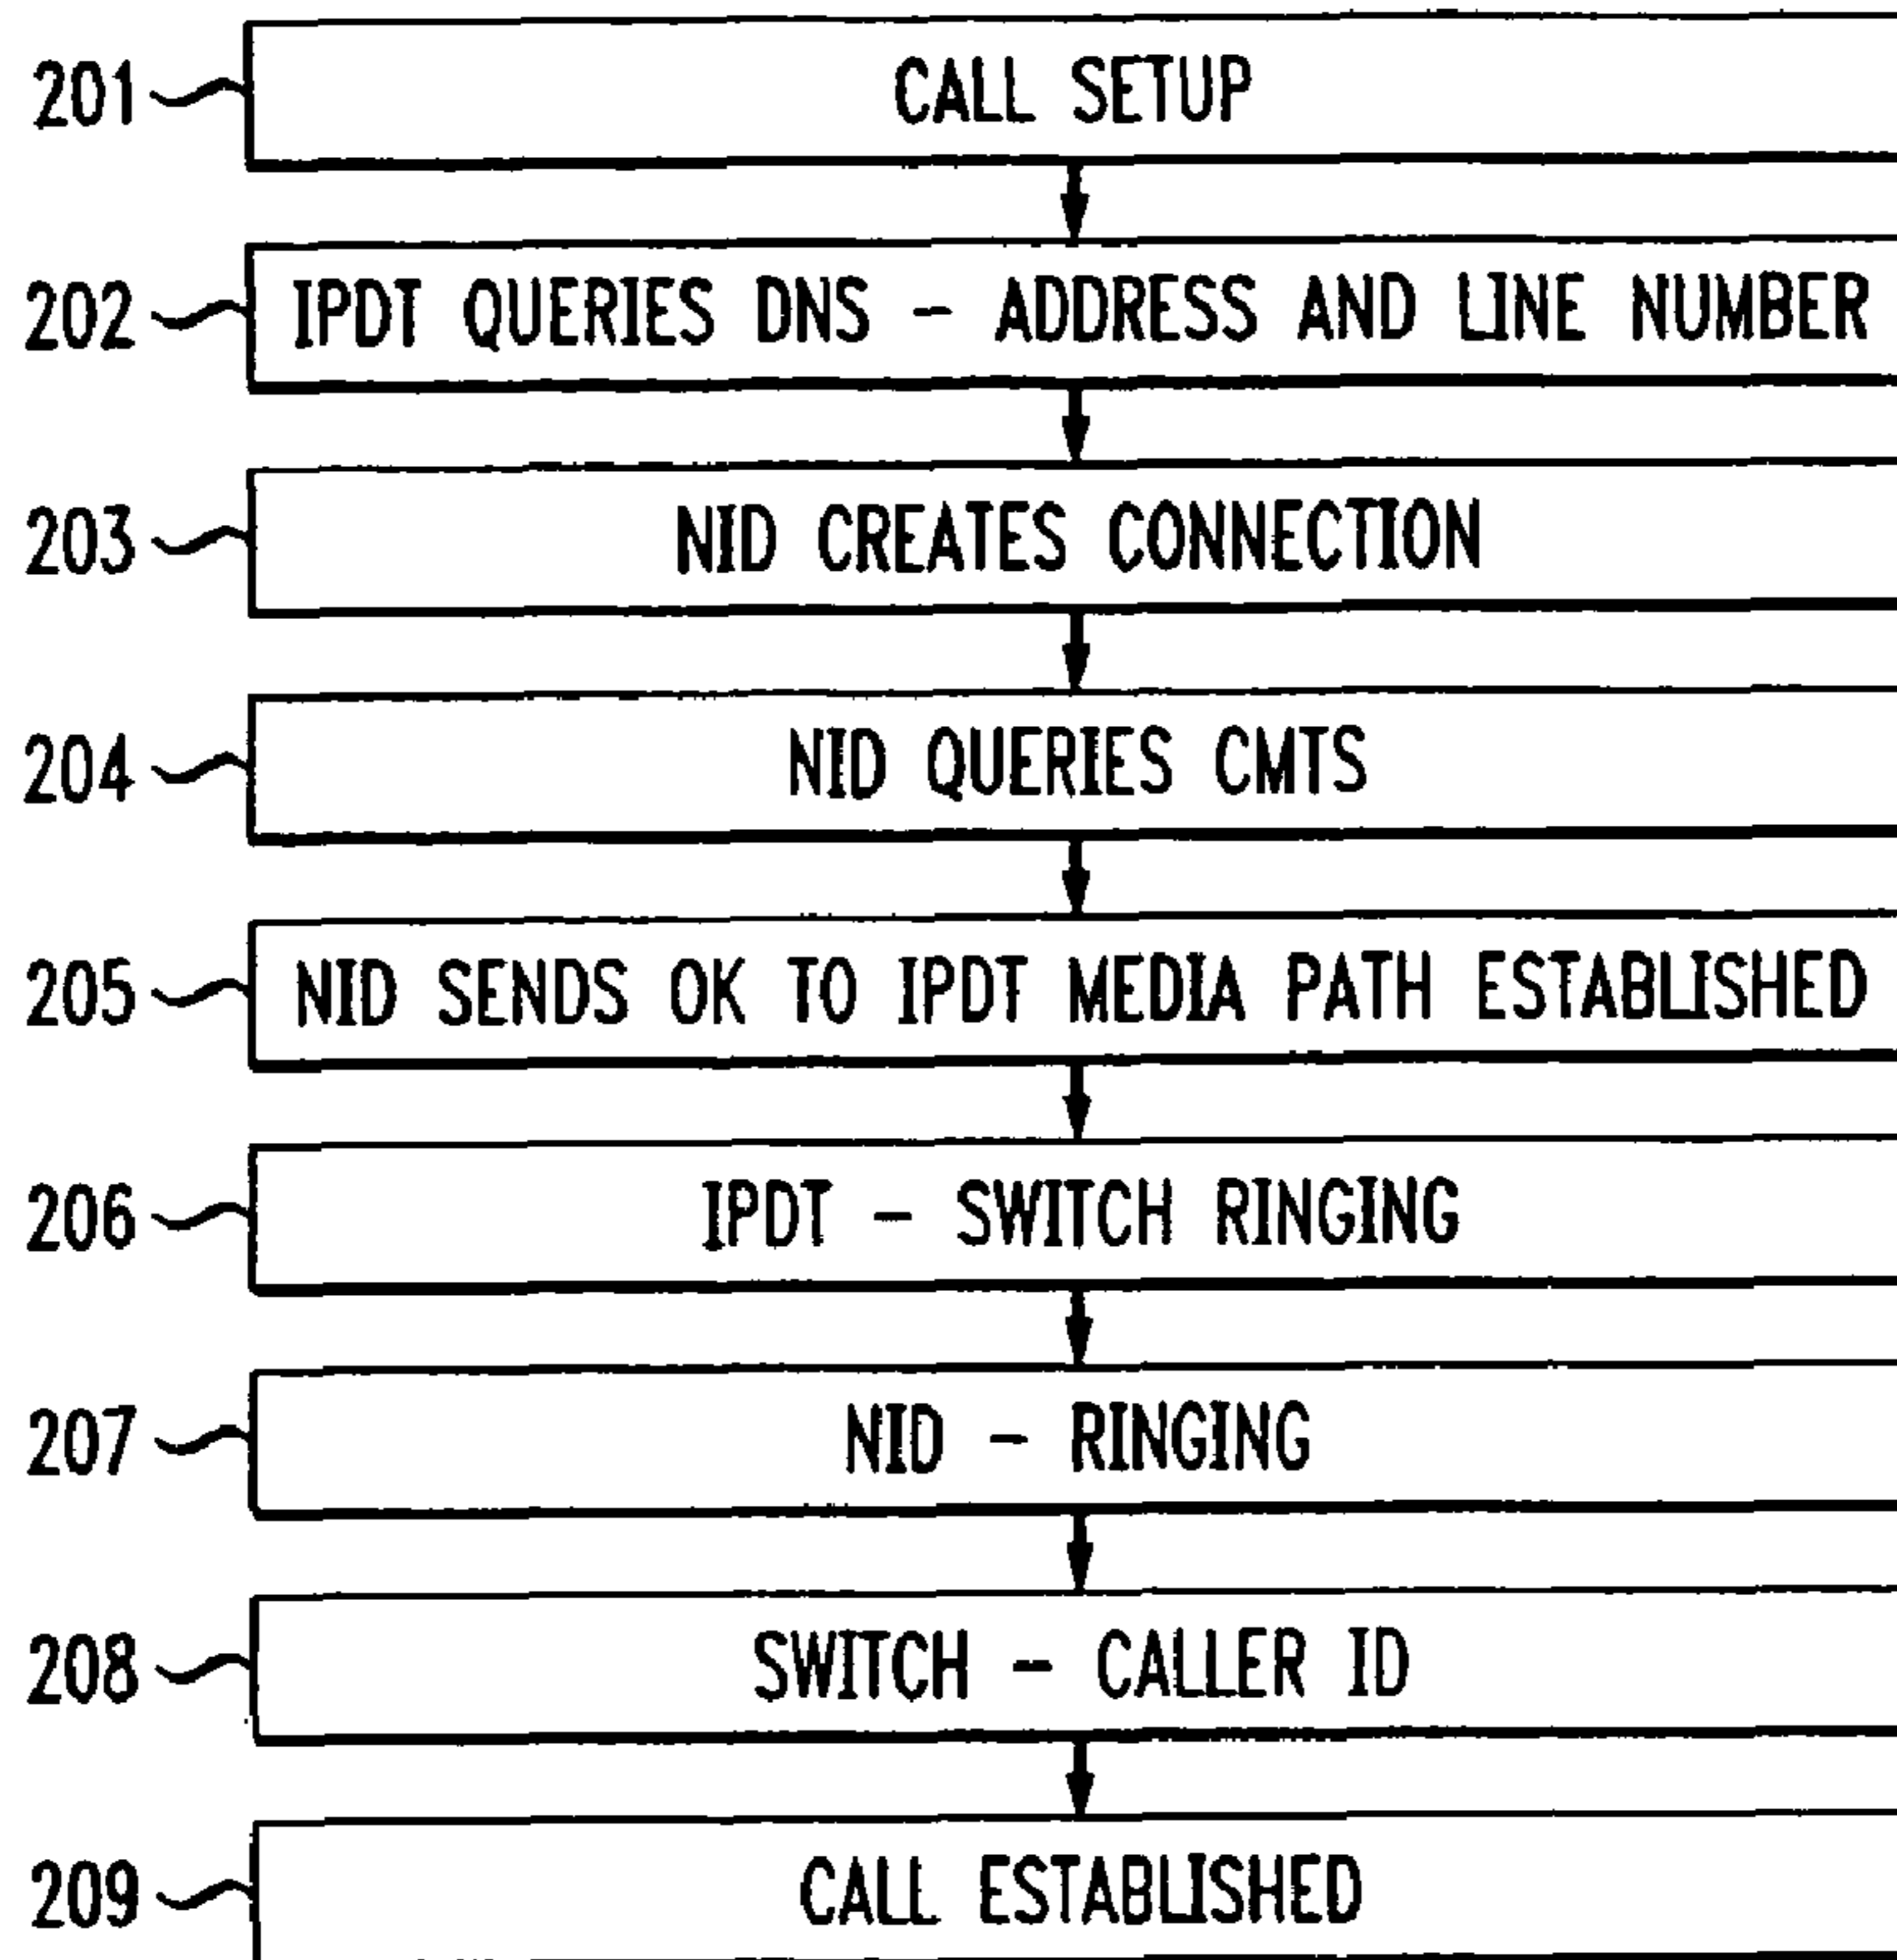 201 CALL SETUP
202 IPDT QUERIES DNS - ADDRESS AND LINE NUMBER
203 NID CREATES CONNECTION
204 NID QUERIES CMTS
205 NID SENDS OK TO IPDT MEDIA PATH ESTABLISHED
206 IPDT - SWITCH RINGING
207 NID - RINGING
208 SWITCH - CALLER ID
209 CALL ESTABLISHED